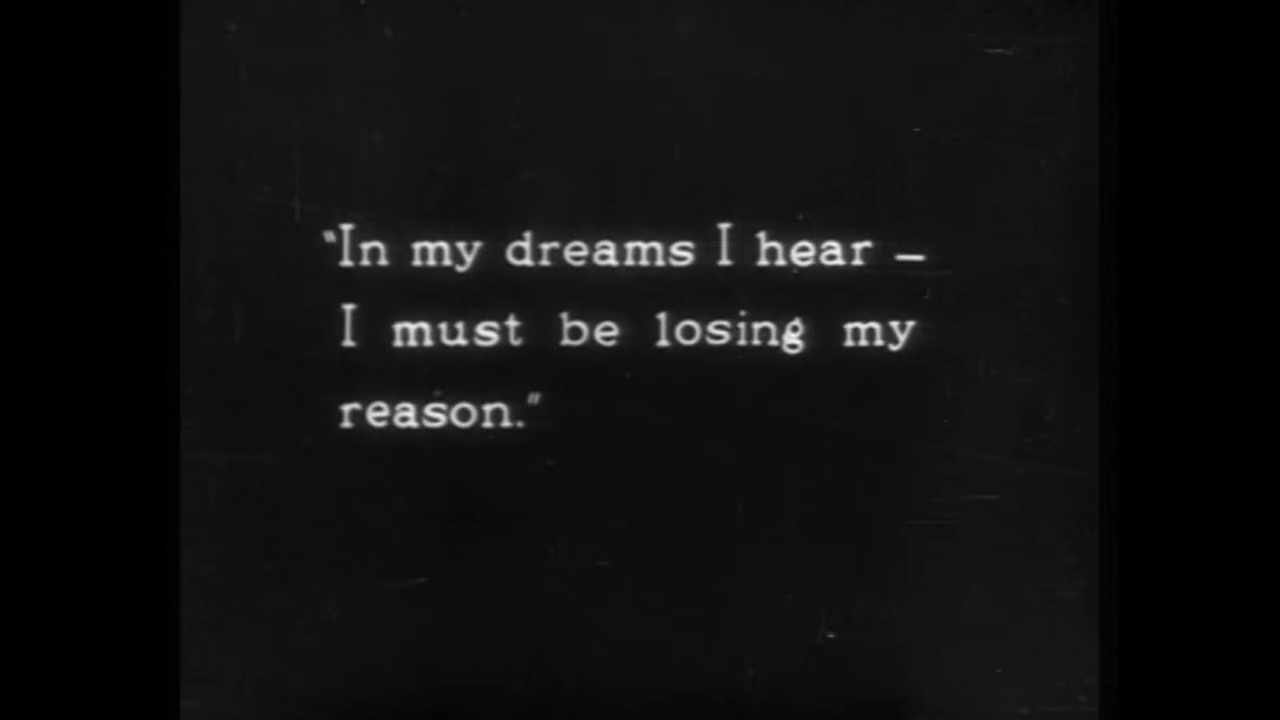 "In my dreams I hear –
I must be losing my
reason."